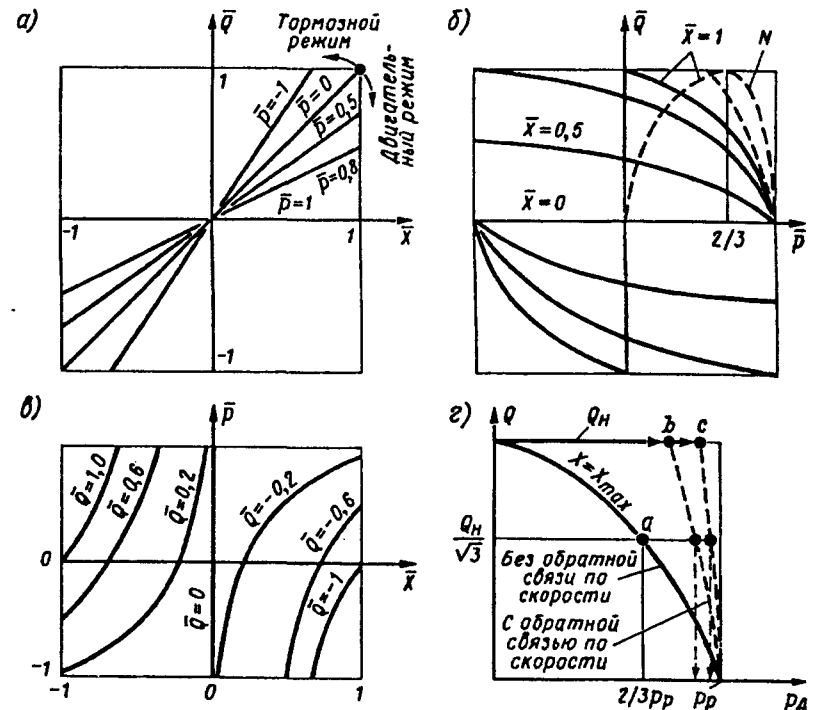 а)
Q̄
Тормозной
режим
Двигатель-
ный режим
1
p̄=-1
p̄=0
p̄=0,5
p̄=0,8
p̄=1
-1
1
x̄
-1
б)
Q̄
x̄=1
N
x̄=0,5
x̄=0
2/3
p̄
в)
p̄
Q̄=1,0
Q̄=0,6
Q̄=0,2
Q̄=0
Q̄=-0,2
Q̄=-0,6
Q̄=-1
0
x̄
-1
-1
0
1
г)
Q
Qн
b
c
x=xmax
a
Qн/√3
Без обратной
связи по
скорости
С обратной
связью по
скорости
2/3pр
pр
pд